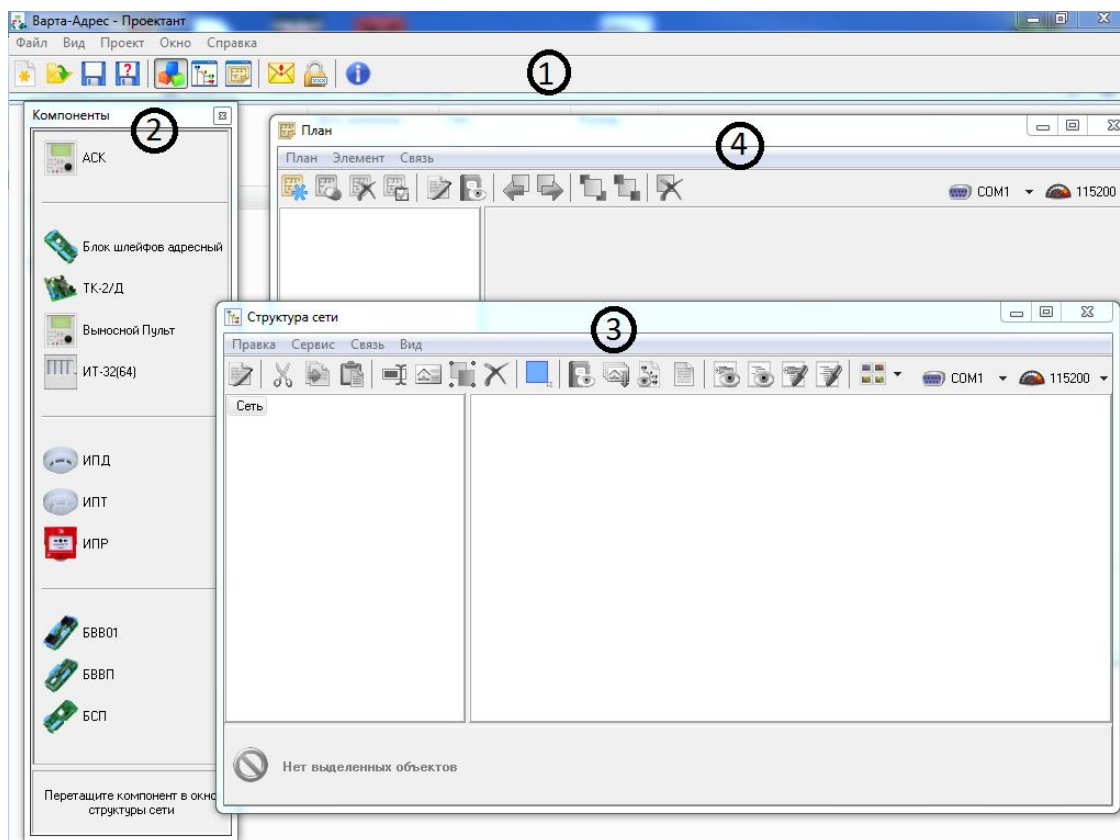 Варта-Адрес - Проектант
Файл Вид Проект Окно Справка
1
Компоненты
2
АСК
Блок шлейфов адресный
ТК-2/Д
Выносной Пульт
ИТ-32(64)
ИПД
ИПТ
ИПР
БВВ01
БВВП
БСП
Перетащите компонент в окно
структуры сети
План
4
План Элемент Связь
COM1 115200
Структура сети
3
Правка Сервис Связь Вид
COM1 115200
Сеть
Нет выделенных объектов